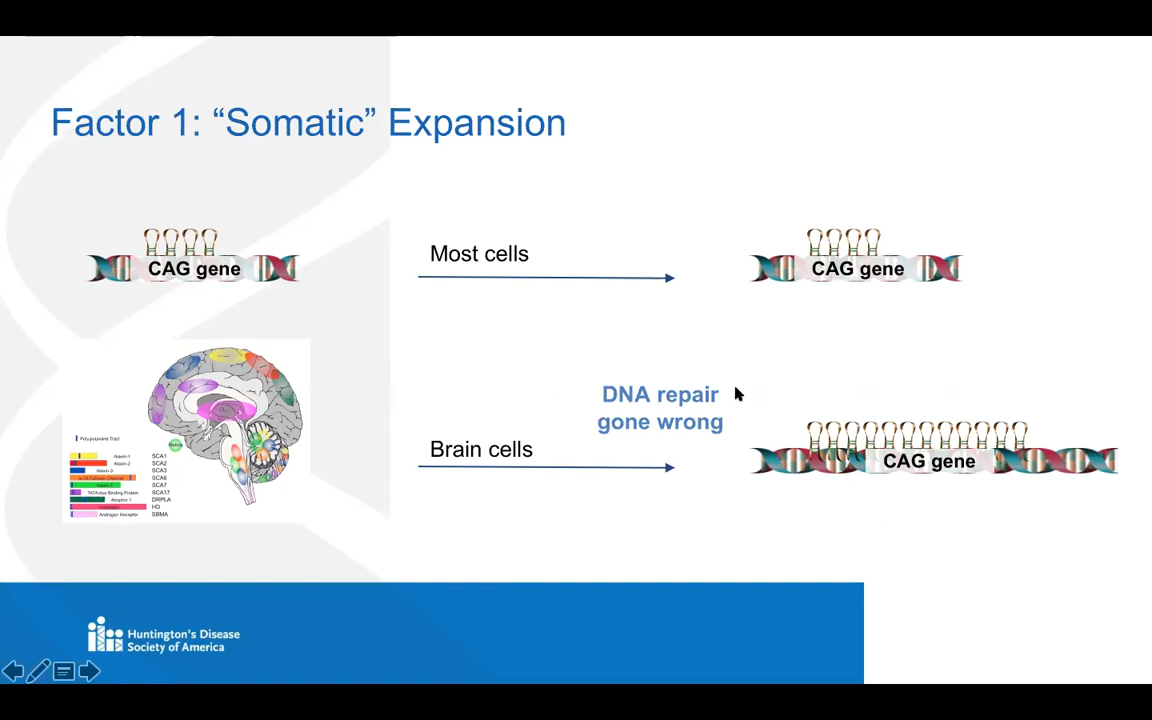 Factor 1: “Somatic” Expansion
CAG gene
Most cells
CAG gene
DNA repair
gone wrong
Brain cells
CAG gene
Polyglutamine Tract
Retina
Ataxin-1 SCA1
Ataxin-2 SCA2
Ataxin-3 SCA3
α-1A Calcium Channel SCA6
Ataxin-7 SCA7
TATA-box Binding Protein SCA17
Atrophin 1 DRPLA
HD
Androgen Receptor SBMA
Huntington’s Disease
Society of America